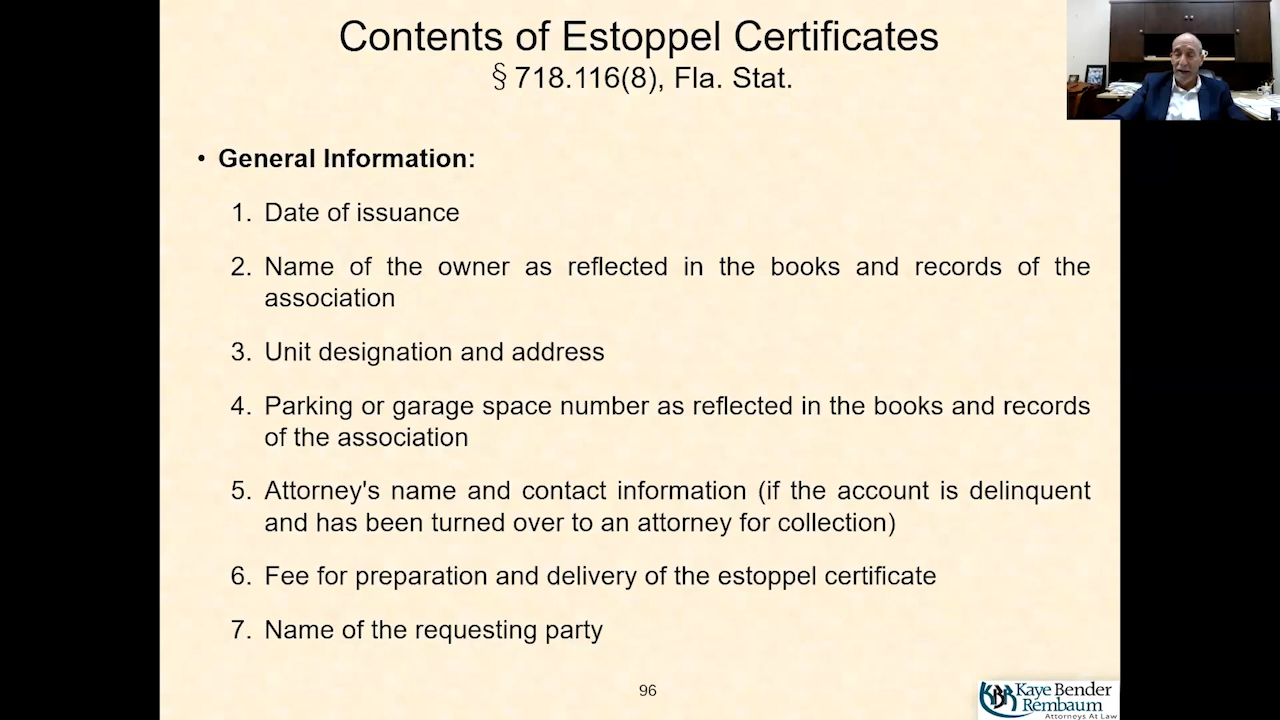 Contents of Estoppel Certificates
§ 718.116(8), Fla. Stat.
• General Information:
1. Date of issuance
2. Name of the owner as reflected in the books and records of the
association
3. Unit designation and address
4. Parking or garage space number as reflected in the books and records
of the association
5. Attorney's name and contact information (if the account is delinquent
and has been turned over to an attorney for collection)
6. Fee for preparation and delivery of the estoppel certificate
7. Name of the requesting party
96
KBR Kaye Bender
Rembaum
Attorneys At Law